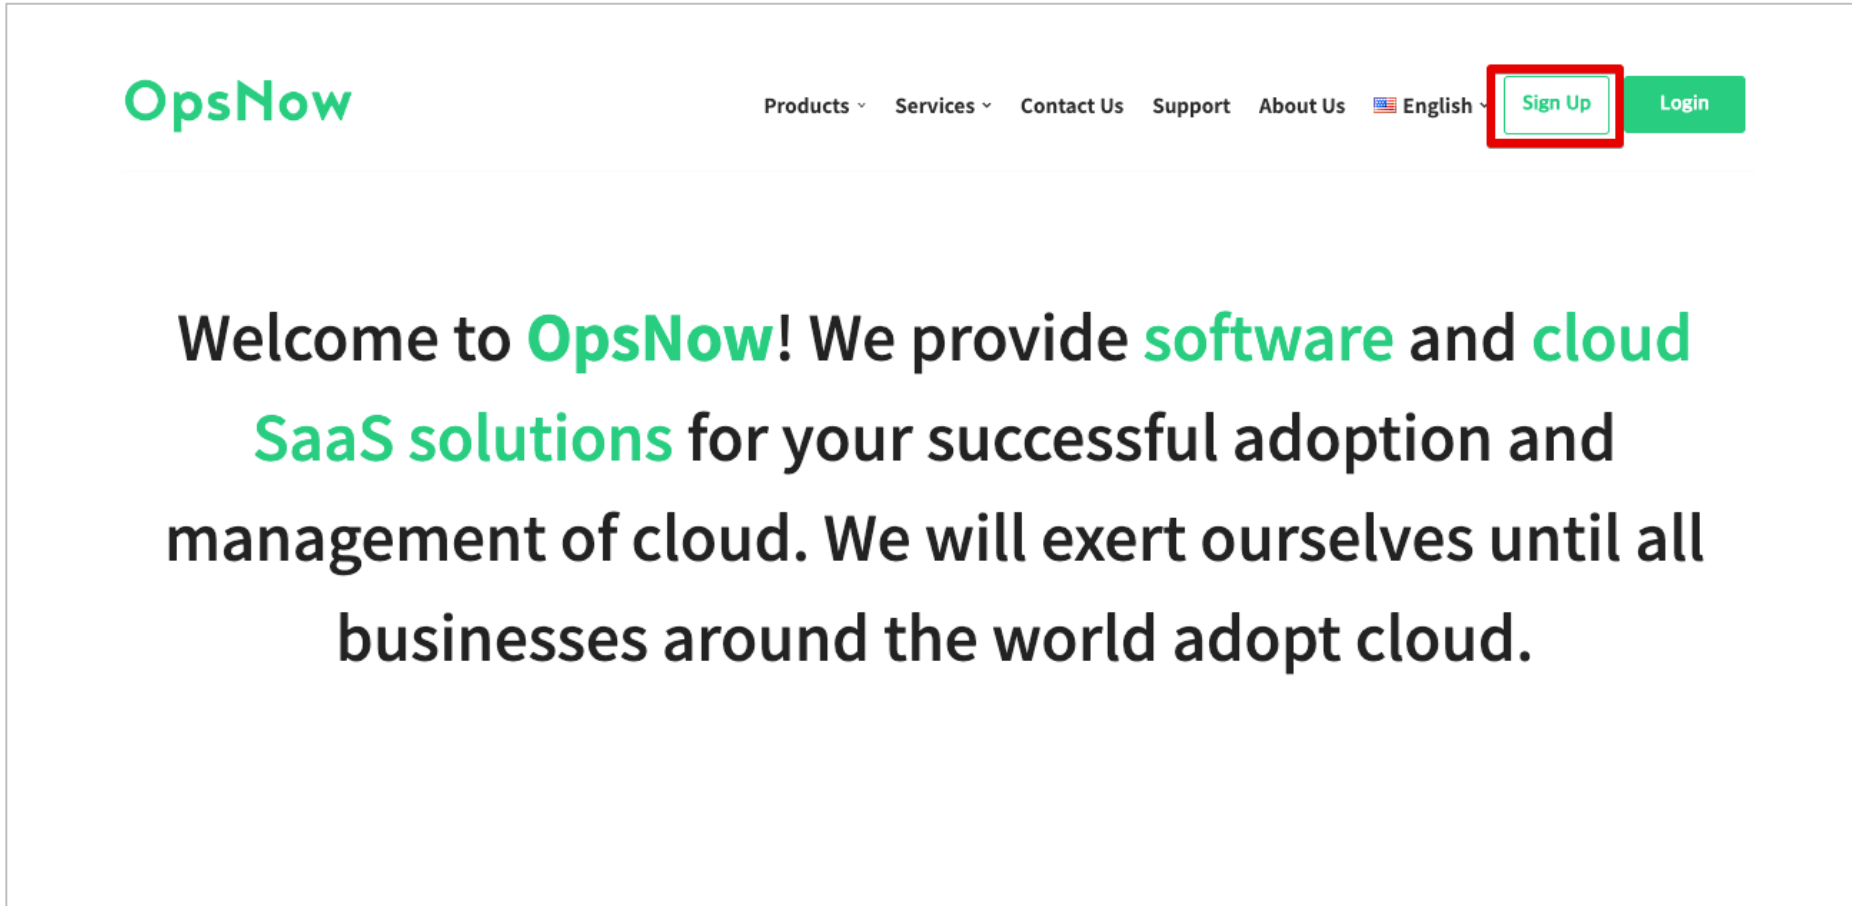 OpsNow
Products Services Contact Us Support About Us English Sign Up Login
Welcome to OpsNow! We provide software and cloud
SaaS solutions for your successful adoption and
management of cloud. We will exert ourselves until all
businesses around the world adopt cloud.